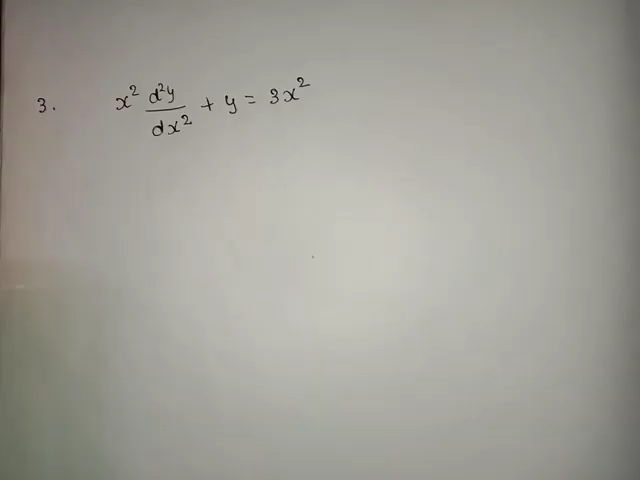 3. x² d²y/dx² + y = 3x²